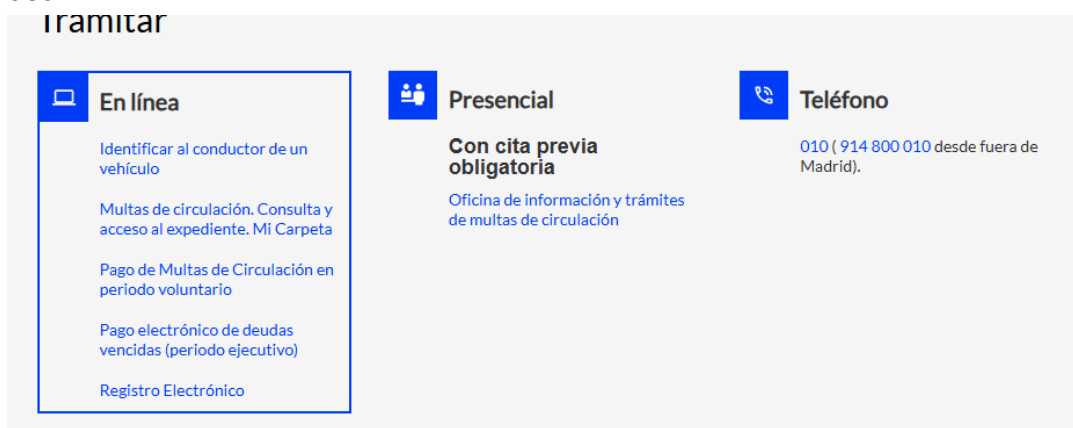 Tramitar
En línea
Identificar al conductor de un
vehículo
Multas de circulación. Consulta y
acceso al expediente. Mi Carpeta
Pago de Multas de Circulación en
periodo voluntario
Pago electrónico de deudas
vencidas (periodo ejecutivo)
Registro Electrónico
Presencial
Con cita previa
obligatoria
Oficina de información y trámites
de multas de circulación
Teléfono
010 ( 914 800 010 desde fuera de
Madrid).